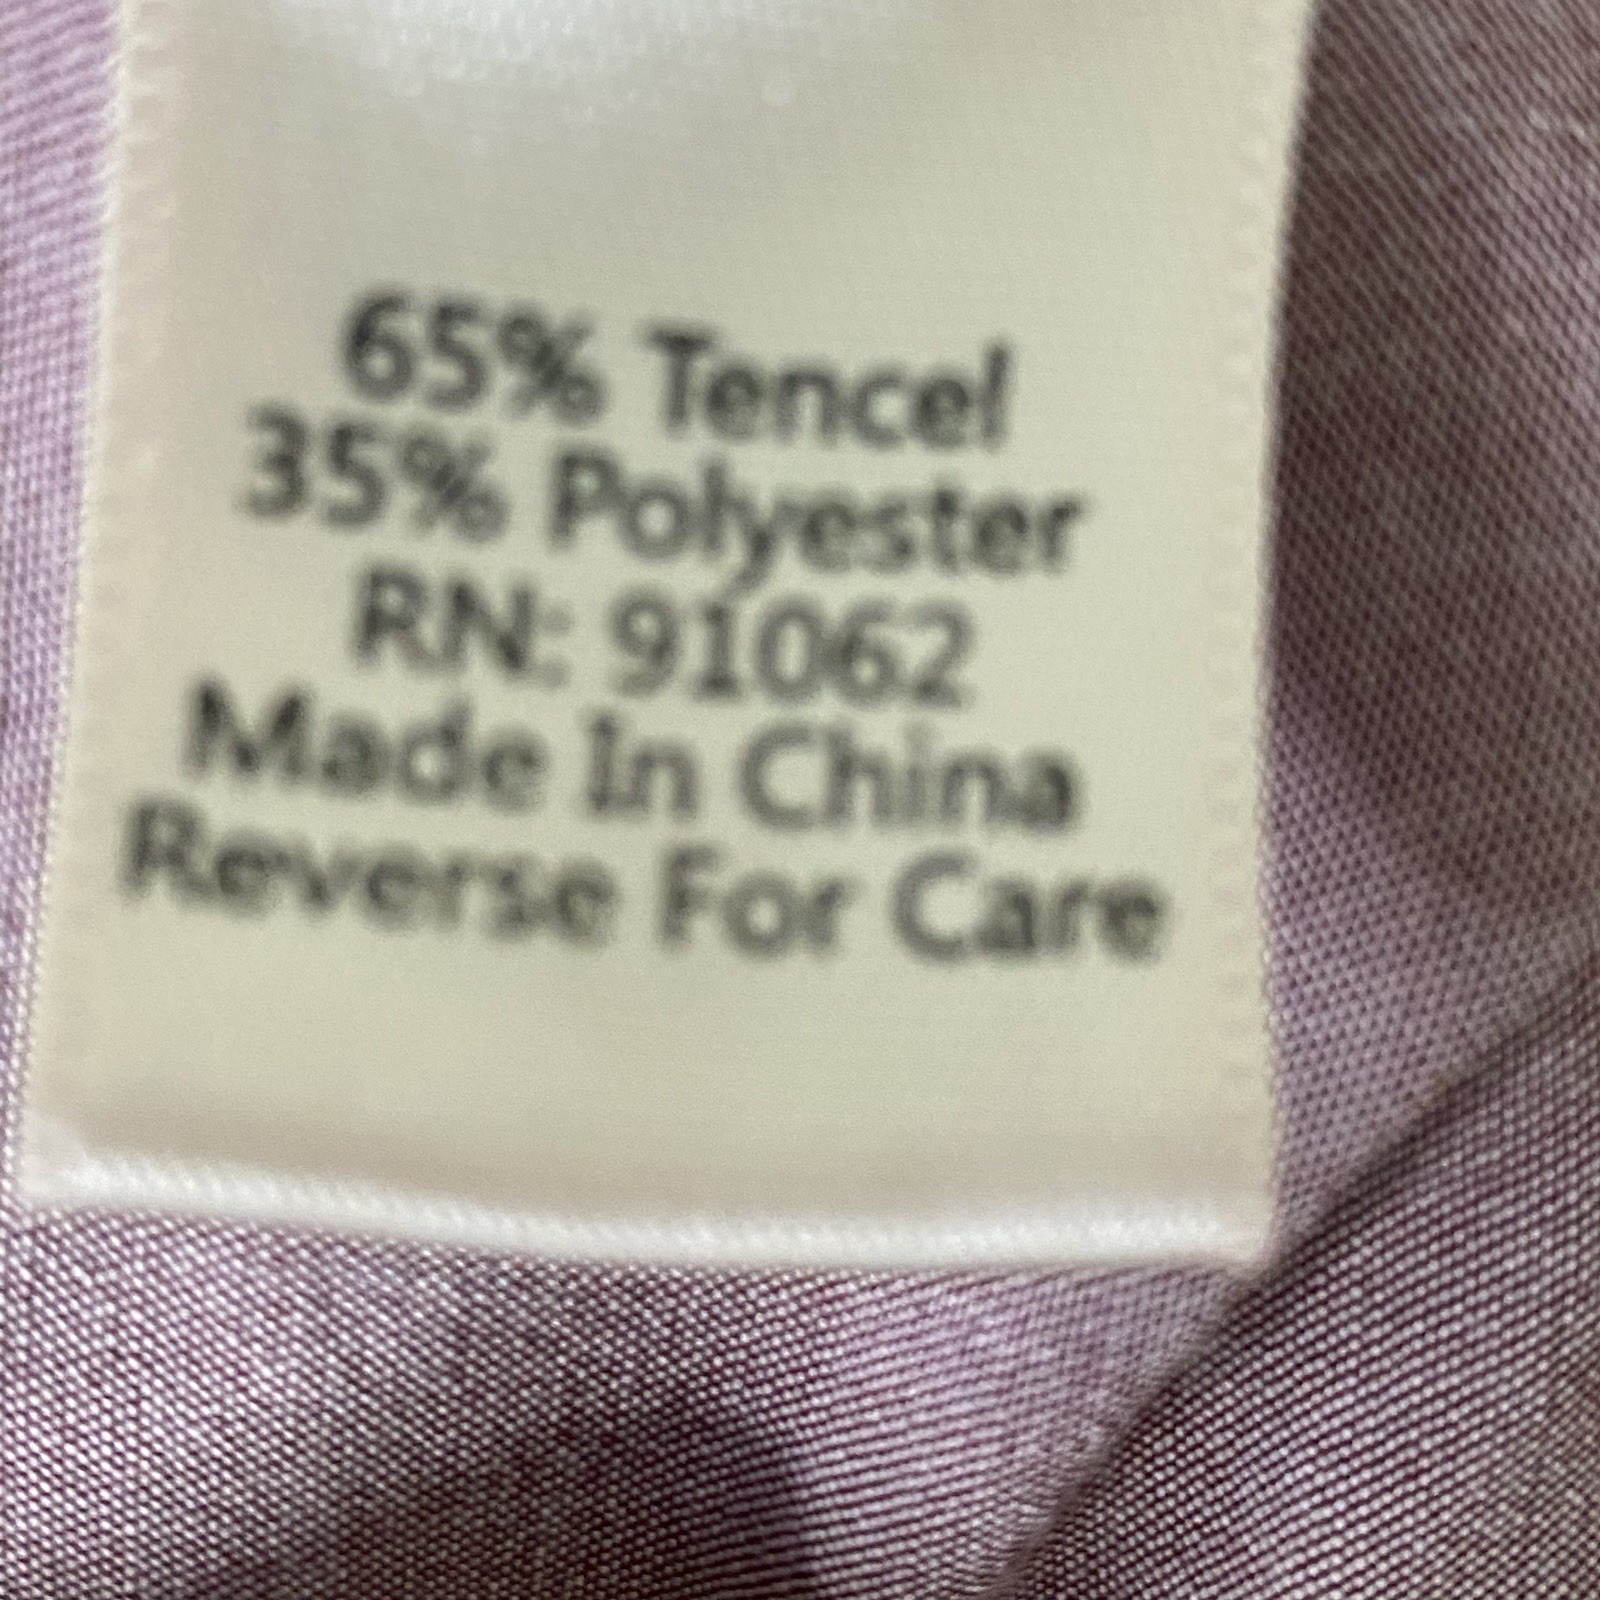 65% Tencel
35% Polyester
RN: 91062
Made In China
Reverse For Care